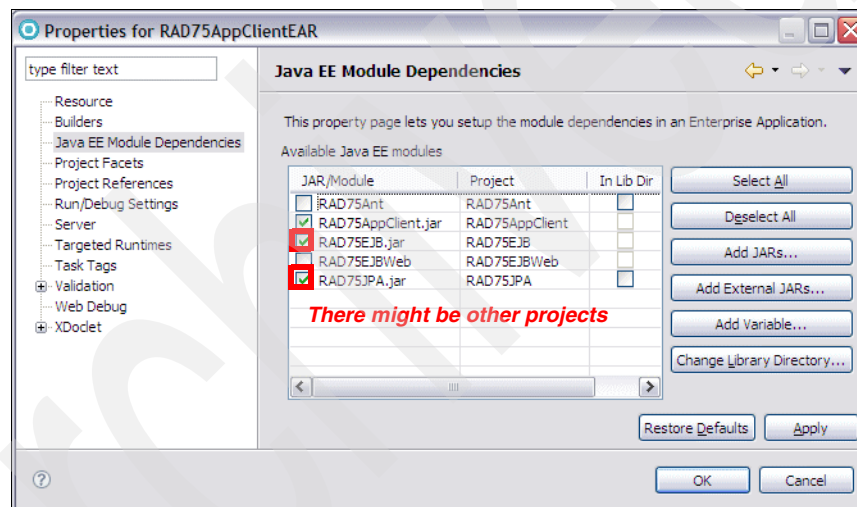 Properties for RAD75AppClientEAR
type filter text
Resource
Builders
Java EE Module Dependencies
Project Facets
Project References
Run/Debug Settings
Server
Targeted Runtimes
Task Tags
Validation
Web Debug
XDoclet
Java EE Module Dependencies
This property page lets you setup the module dependencies in an Enterprise Application.
Available Java EE modules
JAR/Module Project In Lib Dir
RAD75Ant RAD75Ant
RAD75AppClient.jar RAD75AppClient
RAD75EJB.jar RAD75EJB
RAD75EJBWeb RAD75EJBWeb
RAD75JPA.jar RAD75JPA
There might be other projects
Select All
Deselect All
Add JARs...
Add External JARs...
Add Variable...
Change Library Directory...
Restore Defaults Apply
OK Cancel